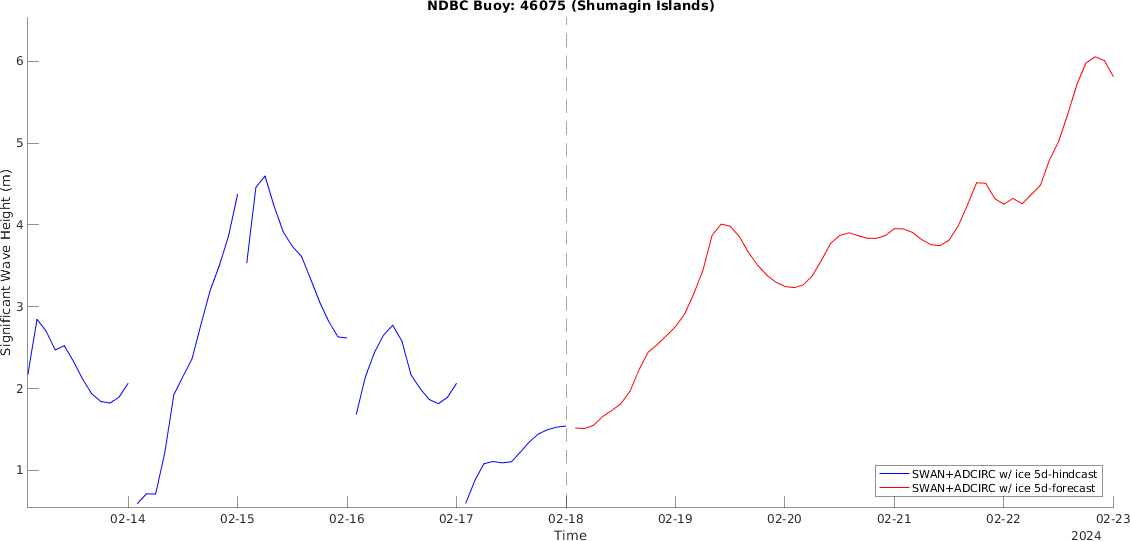 NDBC Buoy: 46075 (Shumagin Islands)
Significant Wave Height (m)
6
5
4
3
2
1
SWAN+ADCIRC w/ ice 5d-hindcast
SWAN+ADCIRC w/ ice 5d-forecast
02-14 02-15 02-16 02-17 02-18 02-19 02-20 02-21 02-22 02-23
Time
2024